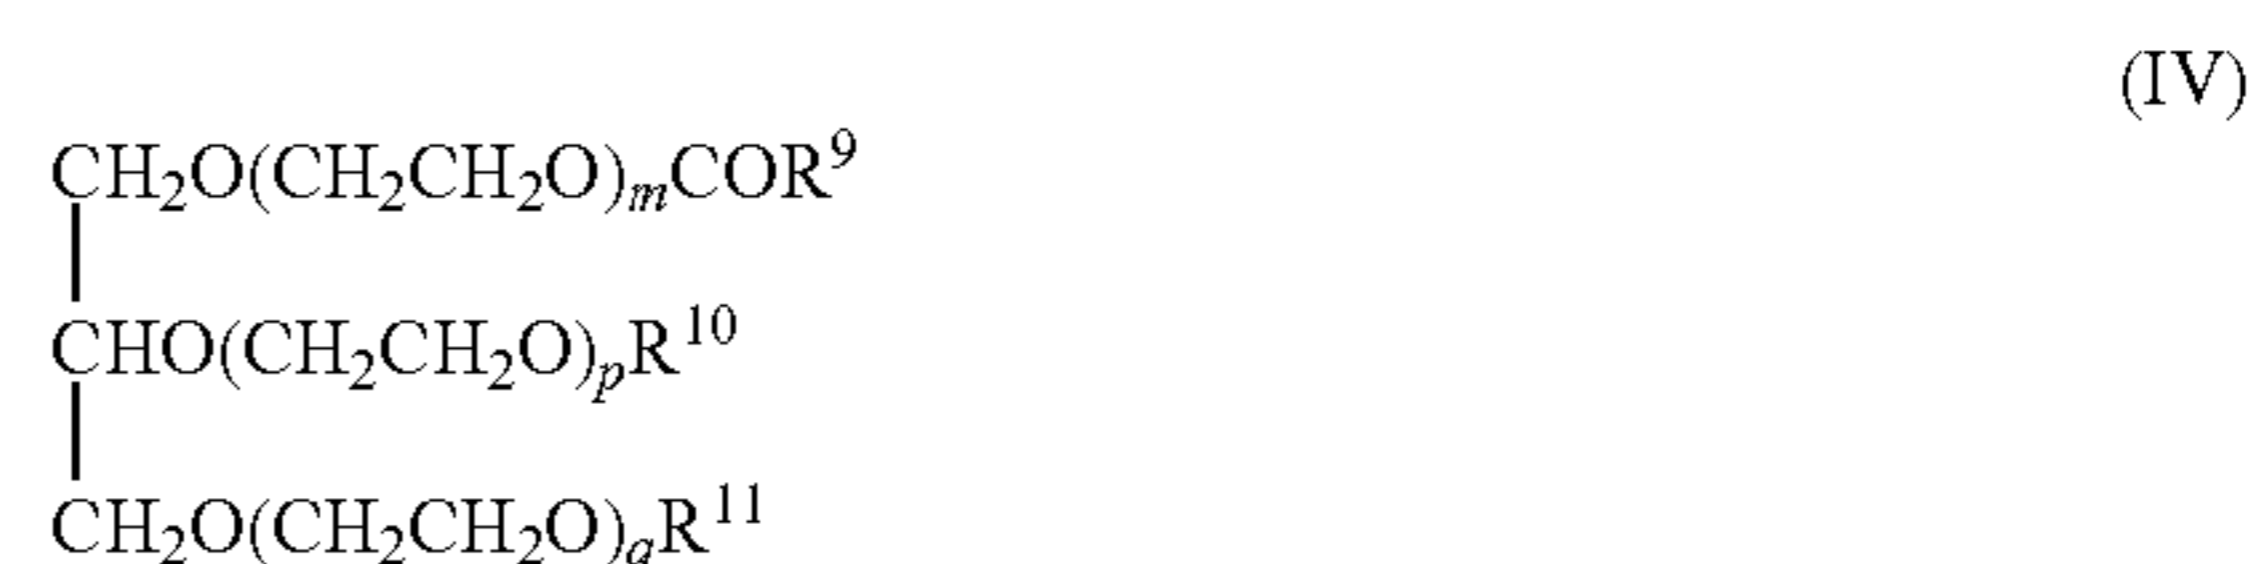 (IV)
CH₂O(CH₂CH₂O)ₘCOR⁹
CHO(CH₂CH₂O)ₚR¹⁰
CH₂O(CH₂CH₂O)qR¹¹